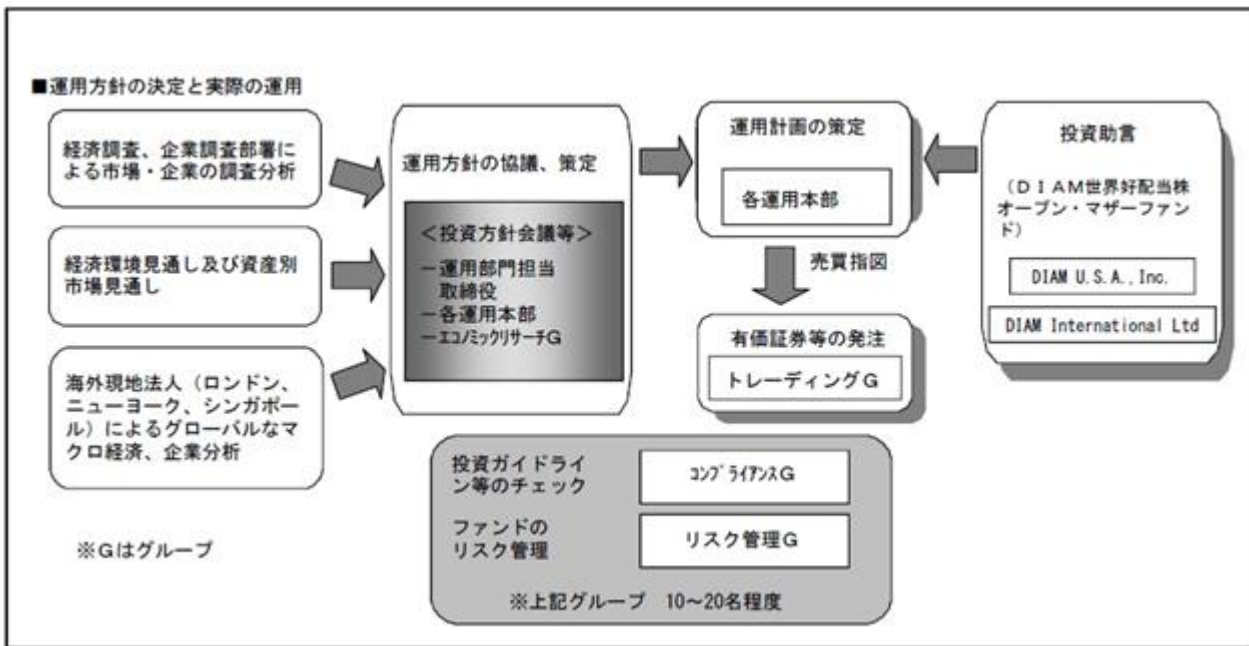 ■運用方針の決定と実際の運用
経済調査、企業調査部署に
よる市場・企業の調査分析
経済環境見通し及び資産別
市場見通し
海外現地法人（ロンドン、
ニューヨーク、シンガポー
ル）によるグローバルなマ
クロ経済、企業分析
※Gはグループ
運用方針の協議、策定
＜投資方針会議等＞
－運用部門担当
取締役
－各運用本部
－ｴｺﾉﾐｯｸﾘｻｰﾁG
運用計画の策定
各運用本部
売買指図
有価証券等の発注
トレーディングG
投資助言
（ＤＩＡＭ世界好配当株
オープン・マザーファン
ド）
DIAM U.S.A.,Inc.
DIAM International Ltd
投資ガイドライ
ン等のチェック
ｺﾝﾌﾟﾗｲｱﾝｽG
ファンドの
リスク管理
リスク管理G
※上記グループ　10～20名程度